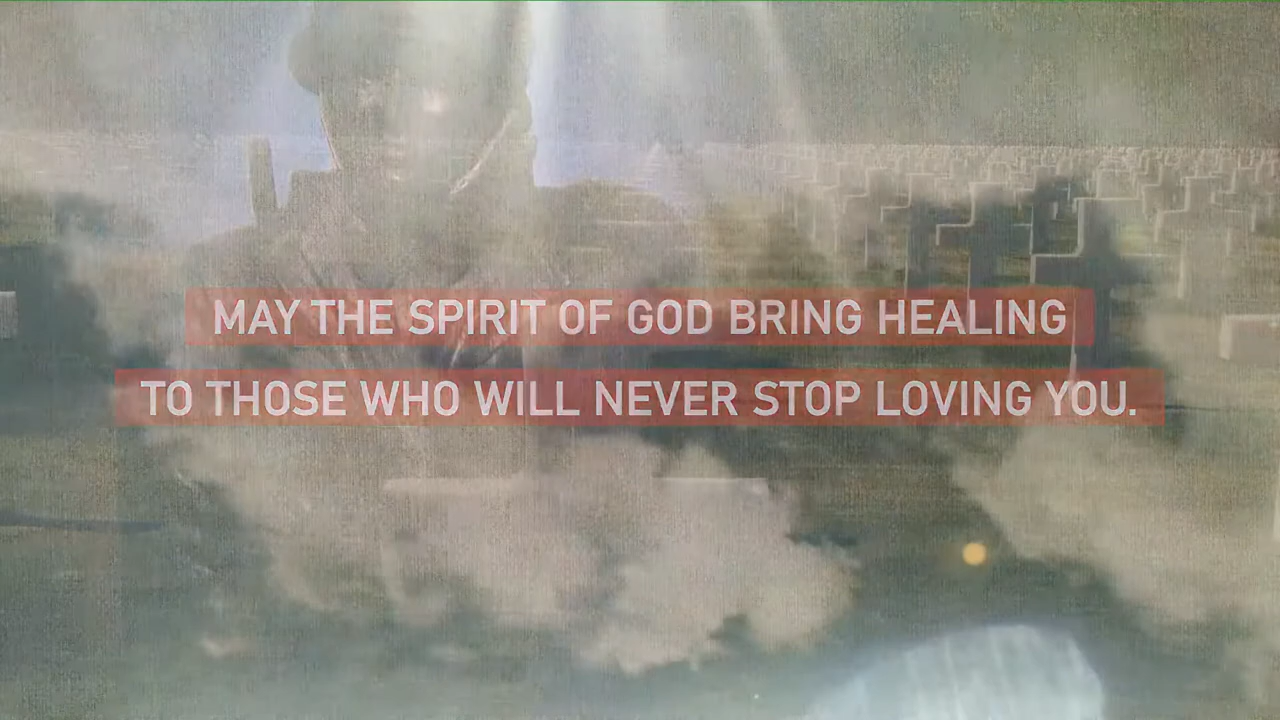 MAY THE SPIRIT OF GOD BRING HEALING
TO THOSE WHO WILL NEVER STOP LOVING YOU.